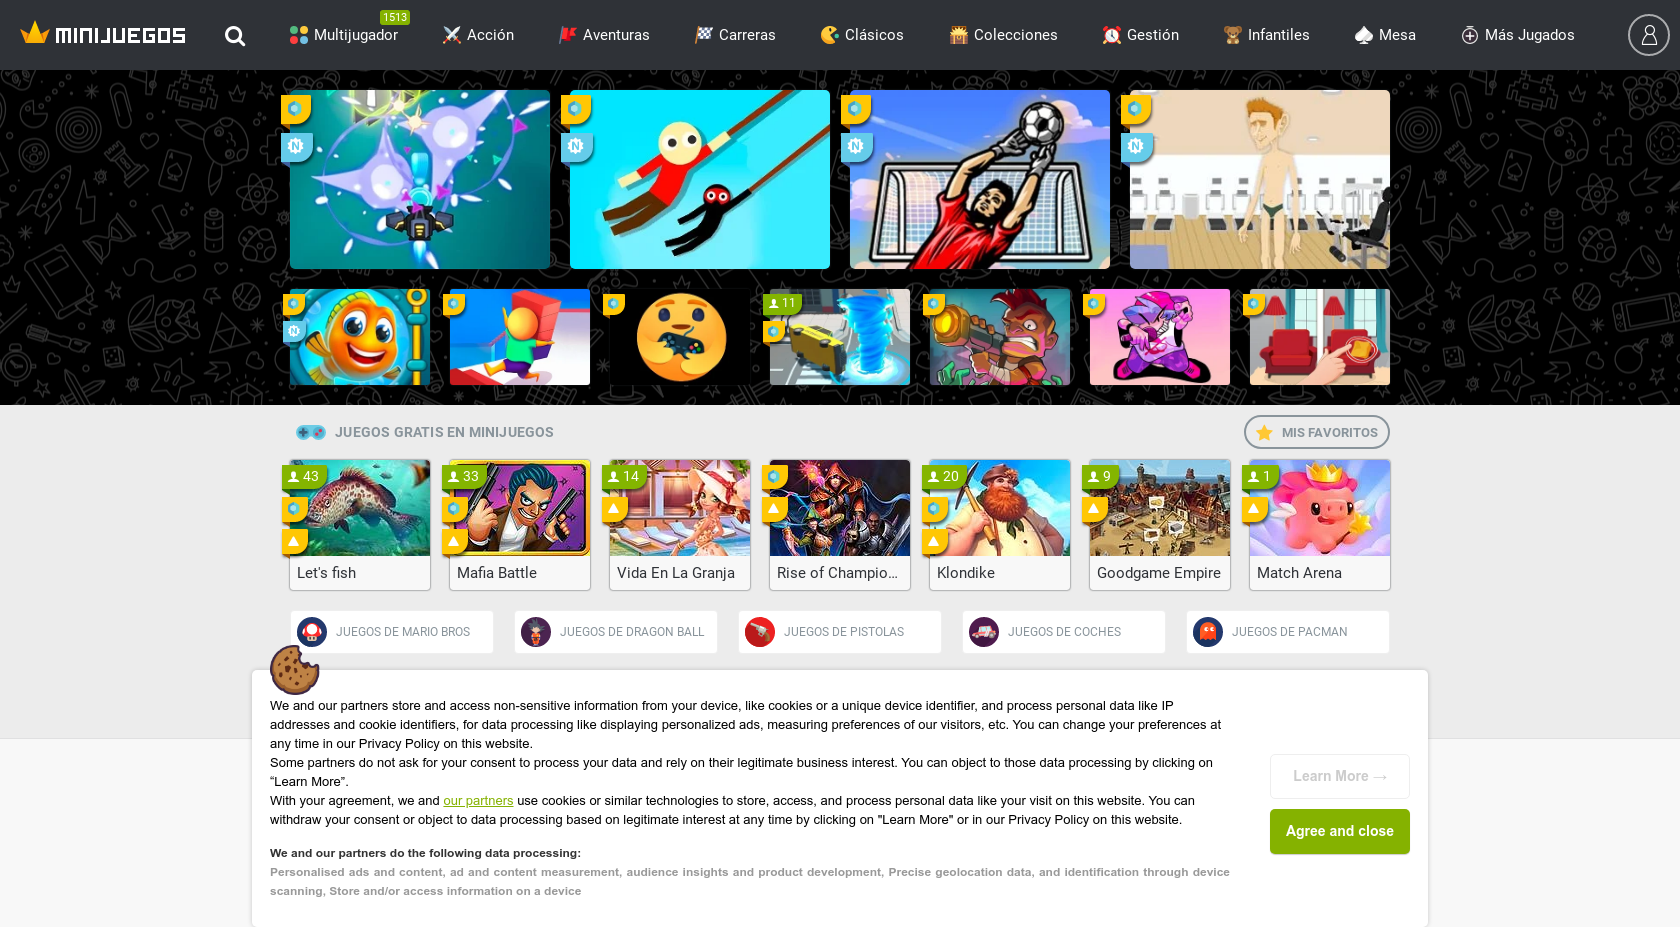 MINIJUEGOS
Multijugador
1513
Acción
Aventuras
Carreras
Clásicos
Colecciones
Gestión
Infantiles
Mesa
Más Jugados
N
N
N
N
N
11
JUEGOS GRATIS EN MINIJUEGOS
MIS FAVORITOS
43
33
14
20
9
1
Let's fish
Mafia Battle
Vida En La Granja
Rise of Champio...
Klondike
Goodgame Empire
Match Arena
JUEGOS DE MARIO BROS
JUEGOS DE DRAGON BALL
JUEGOS DE PISTOLAS
JUEGOS DE COCHES
JUEGOS DE PACMAN
We and our partners store and access non-sensitive information from your device, like cookies or a unique device identifier, and process personal data like IP
addresses and cookie identifiers, for data processing like displaying personalized ads, measuring preferences of our visitors, etc. You can change your preferences at
any time in our Privacy Policy on this website.
Some partners do not ask for your consent to process your data and rely on their legitimate business interest. You can object to those data processing by clicking on
“Learn More”.
With your agreement, we and our partners use cookies or similar technologies to store, access, and process personal data like your visit on this website. You can
withdraw your consent or object to data processing based on legitimate interest at any time by clicking on "Learn More" or in our Privacy Policy on this website.
We and our partners do the following data processing:
Personalised ads and content, ad and content measurement, audience insights and product development, Precise geolocation data, and identification through device
scanning, Store and/or access information on a device
Learn More →
Agree and close